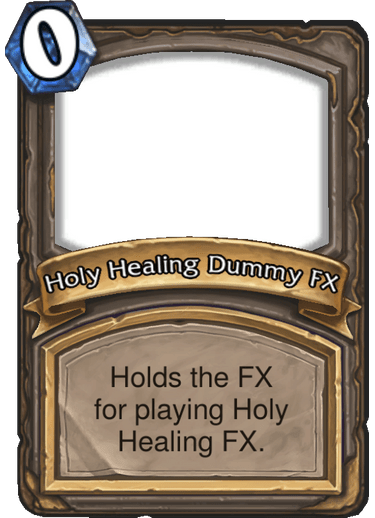 0
Holy Healing Dummy FX
Holds the FX
for playing Holy
Healing FX.